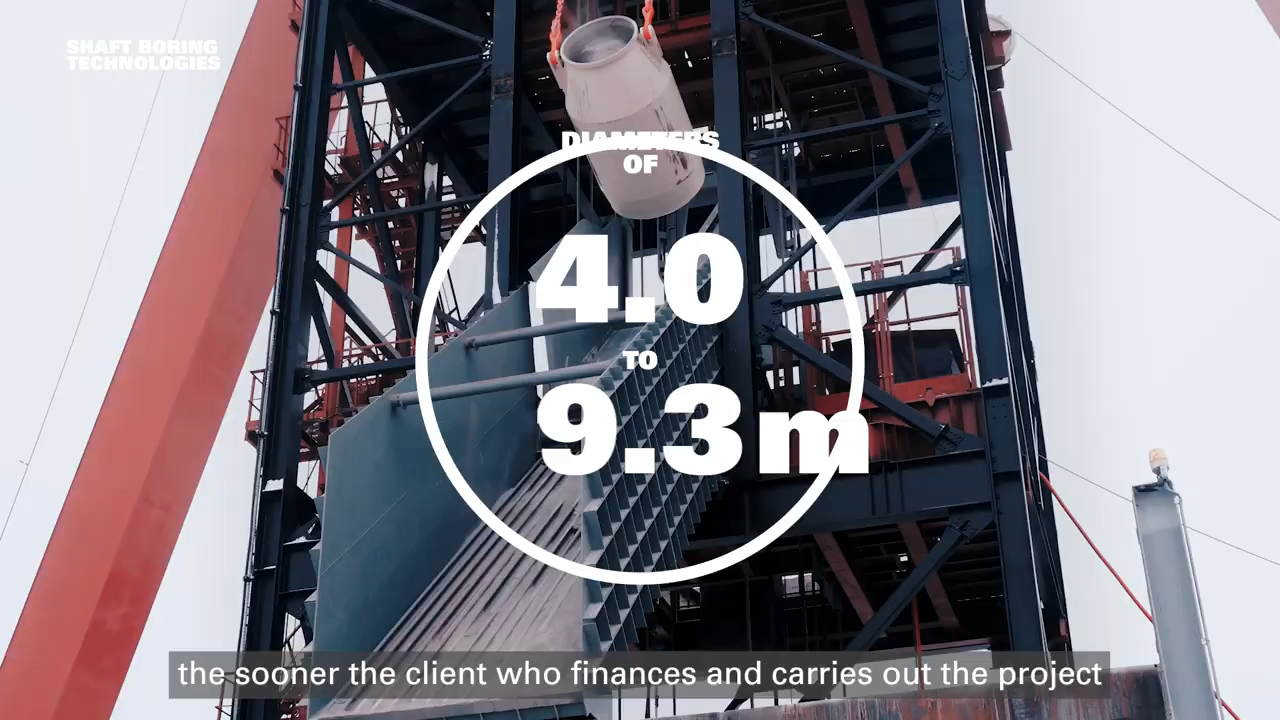 SHAFT BORING
TECHNOLOGIES
DIAMETERS
OF
4.0
TO
9.3 m
the sooner the client who finances and carries out the project